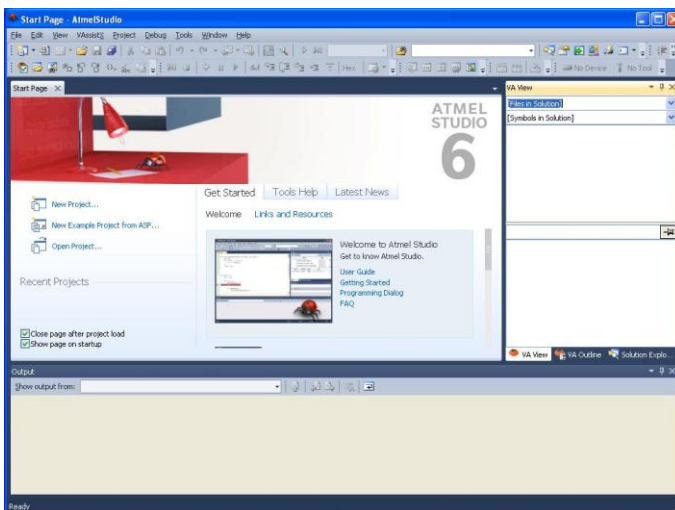 Start Page - AtmelStudio
File Edit View VAssistX Project Debug Tools Window Help
Hex No Device No Tool
Start Page
ATMEL
STUDIO
6
New Project...
New Example Project from ASF...
Open Project...
Recent Projects
Close page after project load
Show page on startup
Get Started Tools Help Latest News
Welcome Links and Resources
Welcome to Atmel Studio
Get to know Atmel Studio.
User Guide
Getting Started
Programming Dialog
FAQ
VA View
[Files in Solution]
[Symbols in Solution]
VA View VA Outline Solution Explo...
Output
Show output from:
Ready